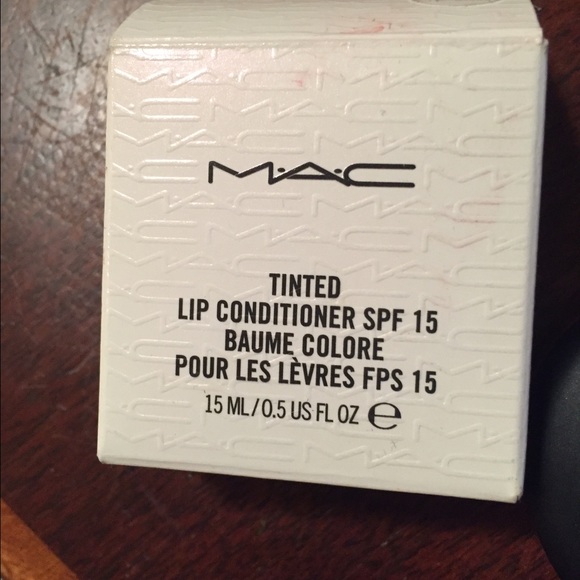 M·A·C
TINTED
LIP CONDITIONER SPF 15
BAUME COLORE
POUR LES LÈVRES FPS 15
15 ML/0.5 US FL OZ ℮